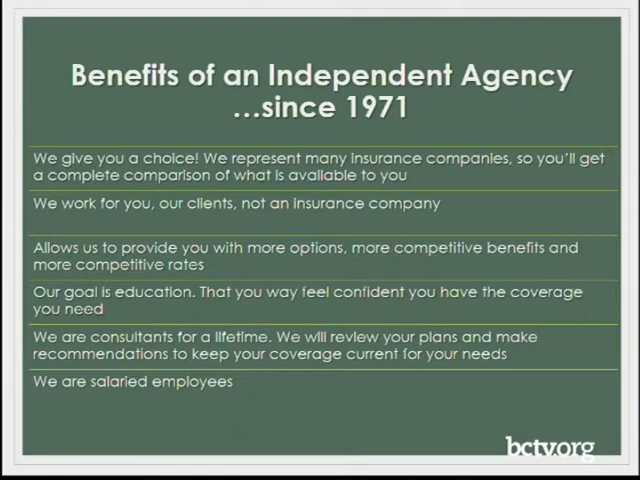 Benefits of an Independent Agency
...since 1971
We give you a choice! We represent many insurance companies, so you'll get
a complete comparison of what is available to you
We work for you, our clients, not an insurance company
Allows us to provide you with more options, more competitive benefits and
more competitive rates
Our goal is education. That you way feel confident you have the coverage
you need
We are consultants for a lifetime. We will review your plans and make
recommendations to keep your coverage current for your needs
We are salaried employees
bctv.org